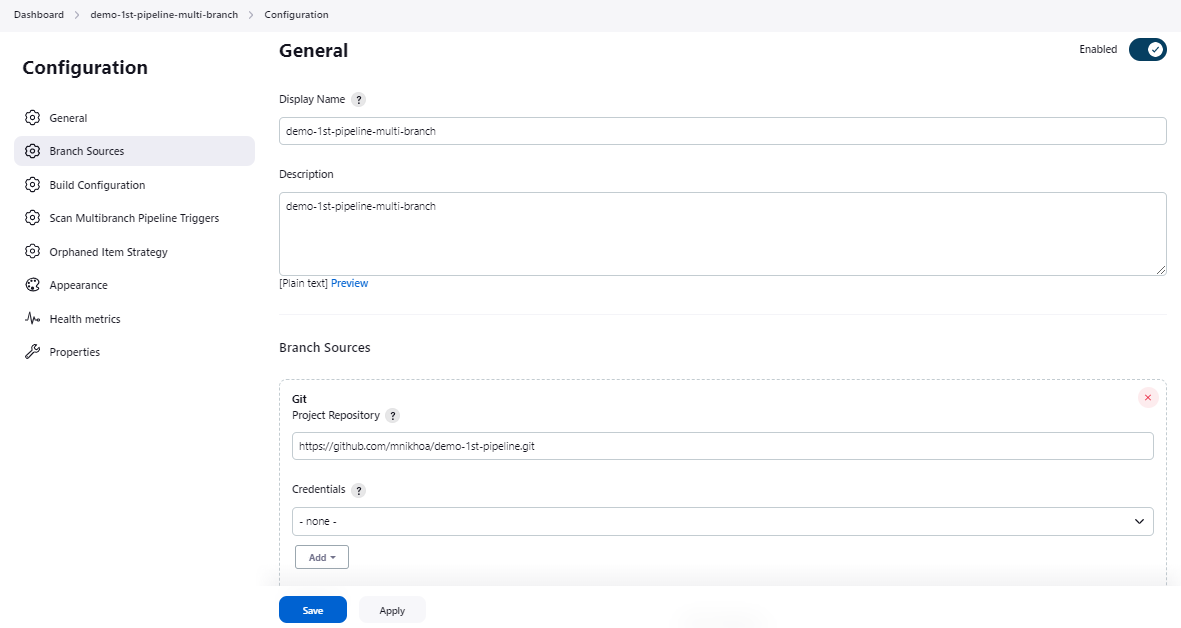 Dashboard > demo-1st-pipeline-multi-branch > Configuration
Configuration
General
Branch Sources
Build Configuration
Scan Multibranch Pipeline Triggers
Orphaned Item Strategy
Appearance
Health metrics
Properties
General
Enabled
Display Name ?
demo-1st-pipeline-multi-branch
Description
demo-1st-pipeline-multi-branch
[Plain text] Preview
Branch Sources
Git
Project Repository ?
https://github.com/mnikhoa/demo-1st-pipeline.git
Credentials ?
- none -
Add
Save Apply